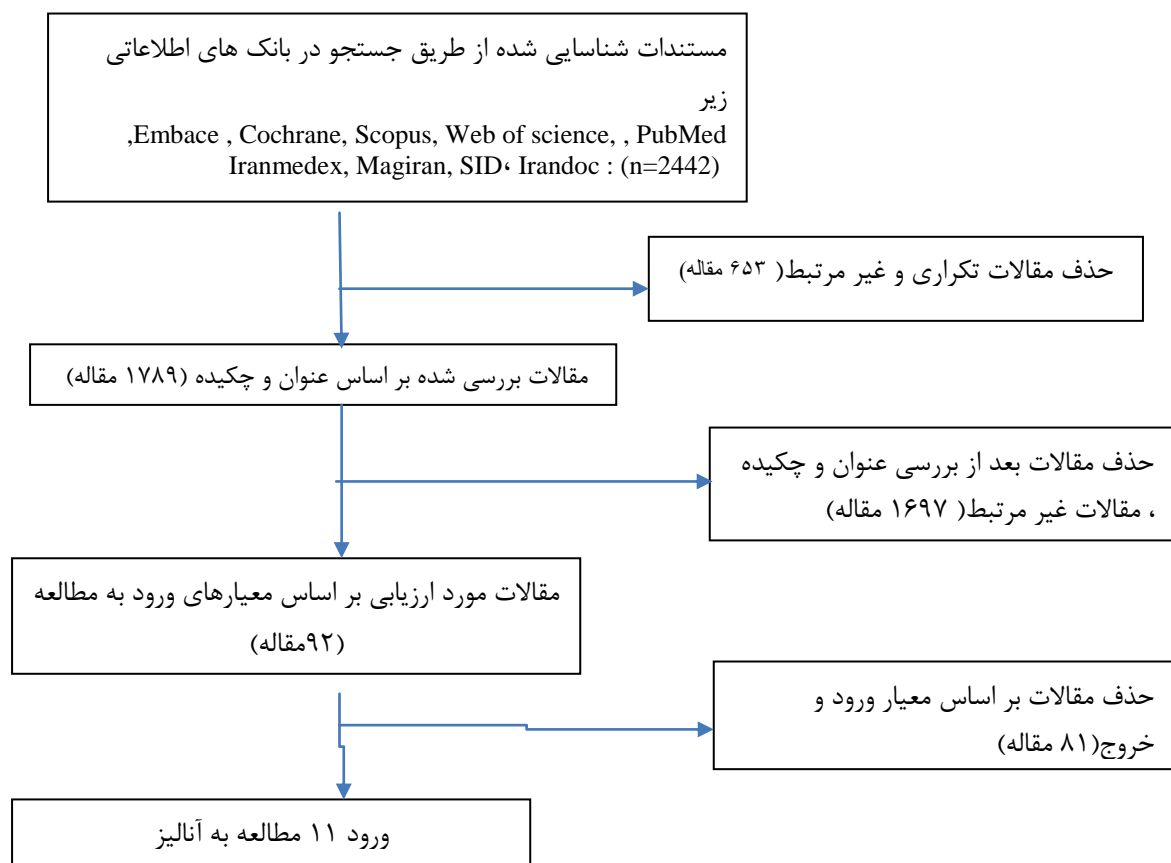 مستندات شناسایی شده از طریق جستجو در بانک های اطلاعاتی
زیر
,Embace , Cochrane, Scopus, Web of science, , PubMed
Iranmedex, Magiran, SID، Irandoc : (n=2442)
حذف مقالات تکراری و غیر مرتبط( ۶۵۳ مقاله)
مقالات بررسی شده بر اساس عنوان و چکیده (۱۷۸۹ مقاله)
حذف مقالات بعد از بررسی عنوان و چکیده
، مقالات غیر مرتبط( ۱۶۹۷ مقاله)
مقالات مورد ارزیابی بر اساس معیارهای ورود به مطالعه
(۹۲مقاله)
حذف مقالات بر اساس معیار ورود و
خروج(۸۱ مقاله)
ورود ۱۱ مطالعه به آنالیز